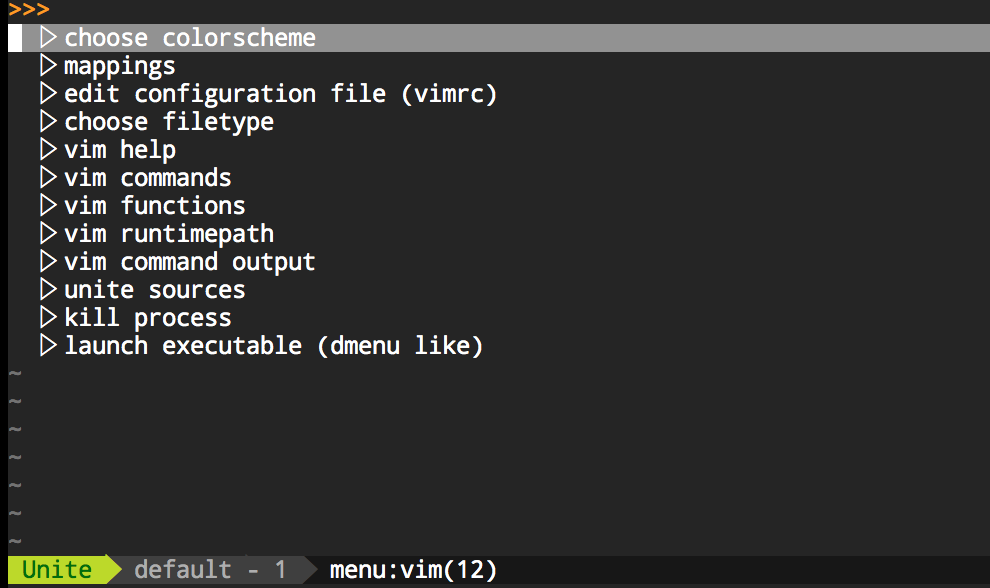 >>>
▷ choose colorscheme
▷ mappings
▷ edit configuration file (vimrc)
▷ choose filetype
▷ vim help
▷ vim commands
▷ vim functions
▷ vim runtimepath
▷ vim command output
▷ unite sources
▷ kill process
▷ launch executable (dmenu like)
~
~
~
~
~
~
~
Unite default - 1 menu:vim(12)